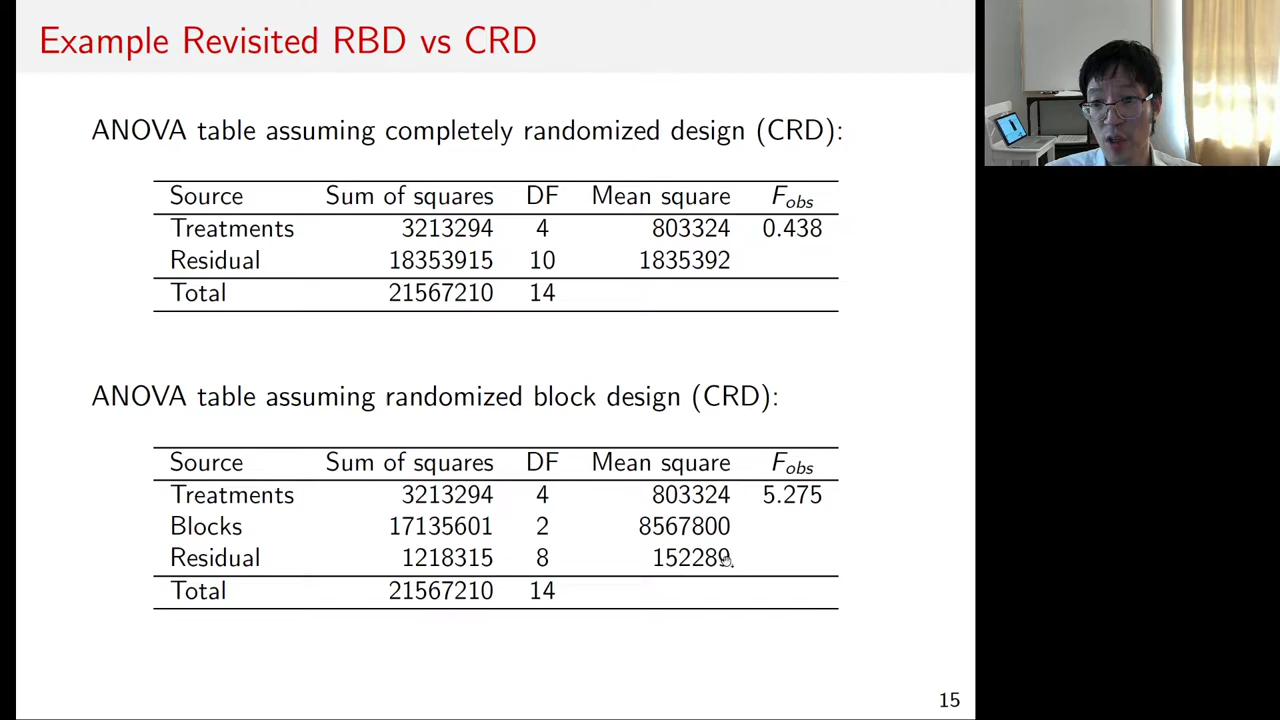 Example Revisited RBD vs CRD
ANOVA table assuming completely randomized design (CRD):
Source Sum of squares DF Mean square F_obs
Treatments 3213294 4 803324 0.438
Residual 18353915 10 1835392
Total 21567210 14
ANOVA table assuming randomized block design (CRD):
Source Sum of squares DF Mean square F_obs
Treatments 3213294 4 803324 5.275
Blocks 17135601 2 8567800
Residual 1218315 8 152289
Total 21567210 14
15